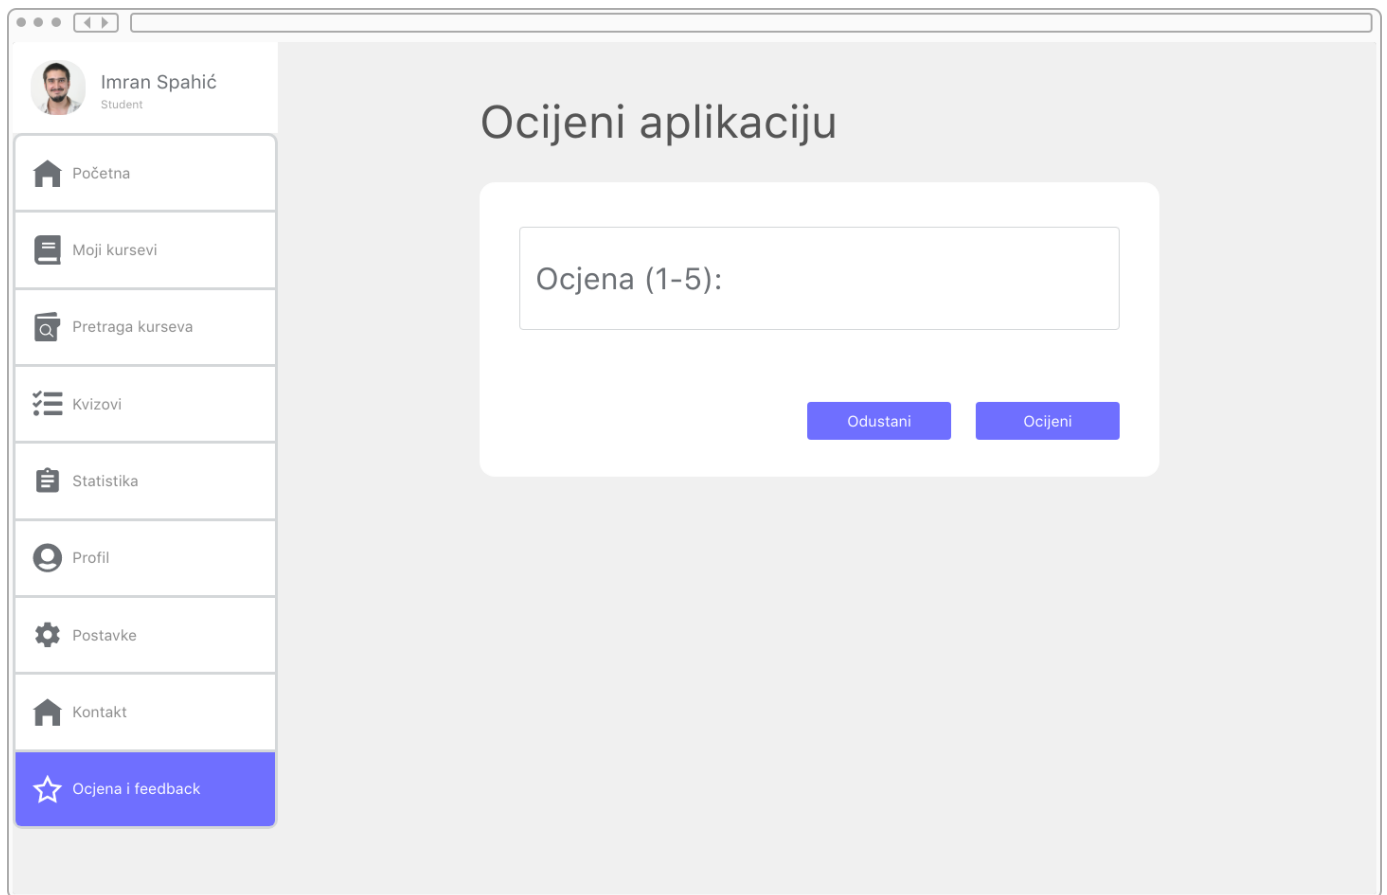 Imran Spahić
Student
Početna
Moji kursevi
Pretraga kurseva
Kvizovi
Statistika
Profil
Postavke
Kontakt
Ocjena i feedback
Ocijeni aplikaciju
Ocjena (1-5):
Odustani
Ocijeni